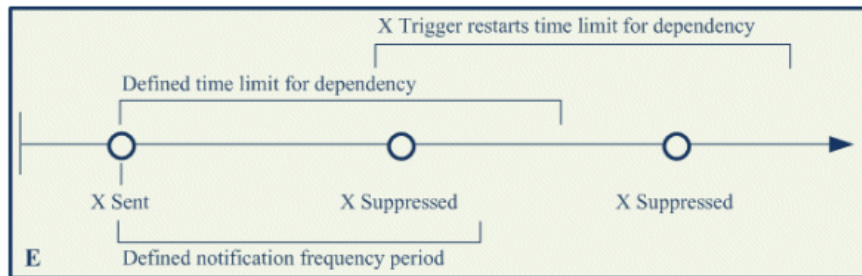 X Trigger restarts time limit for dependency
Defined time limit for dependency
X Sent
X Suppressed
X Suppressed
Defined notification frequency period
E